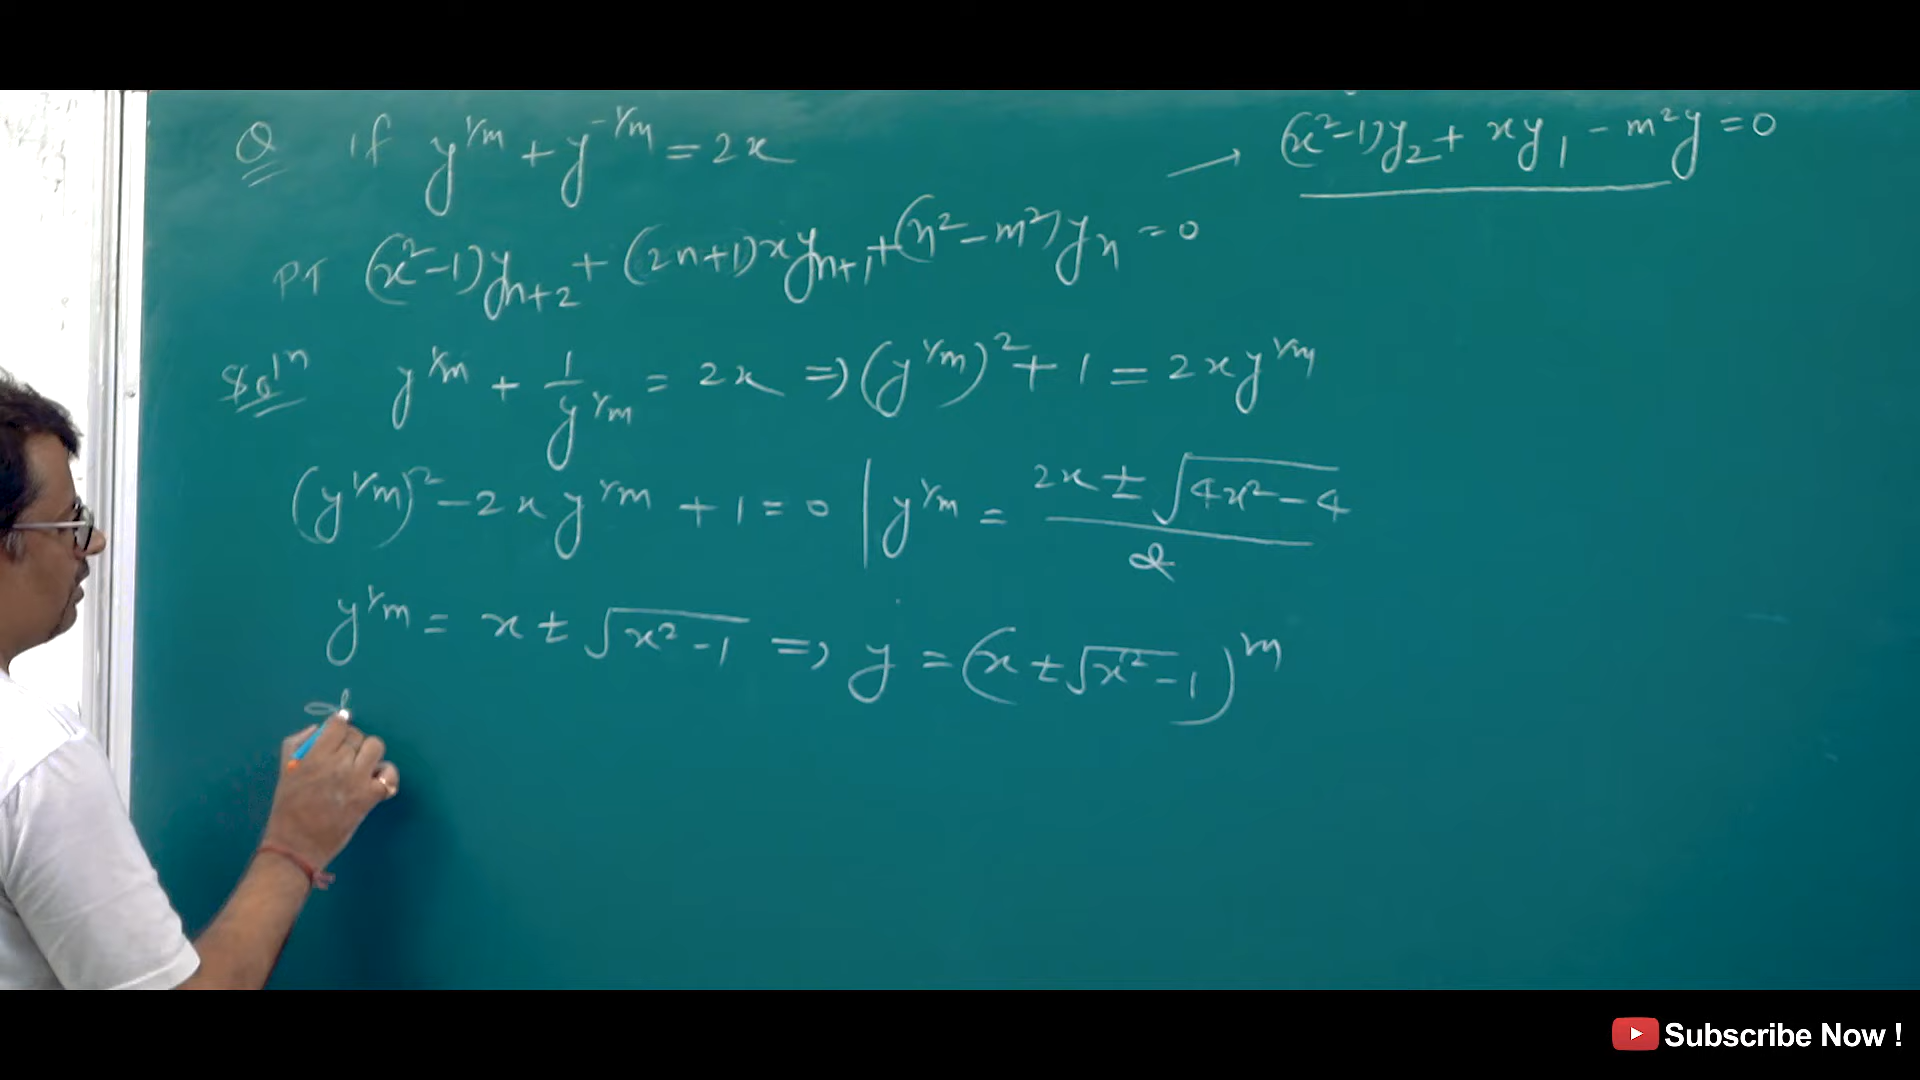 Q If y^{1/m} + y^{-1/m} = 2x
→ (x²-1)y₂ + xy₁ - m²y = 0
PT (x²-1)y_{n+2} + (2n+1)xy_{n+1} + (n²-m²)y_n = 0
Solⁿ y^{1/m} + 1/y^{1/m} = 2x ⇒ (y^{1/m})² + 1 = 2xy^{1/m}
(y^{1/m})² - 2xy^{1/m} + 1 = 0 | y^{1/m} = (2x ± √(4x²-4))/2
y^{1/m} = x ± √(x²-1) ⇒ y = (x ± √(x²-1))^m
Subscribe Now !